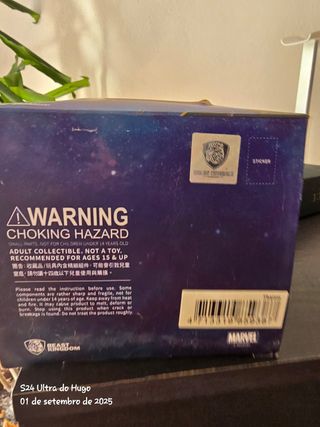 STICKER
⚠WARNING
CHOKING HAZARD
SMALL PARTS. NOT FOR CHILDREN UNDER 14 YEARS OLD
ADULT COLLECTIBLE. NOT A TOY.
RECOMMENDED FOR AGES 15 & UP
Please read the instruction before use. Some
components are rather sharp and fragile, not for
children under 14 years of age. Keep away from heat
and fire. It may cause product to melt, deform, or
burn. Stop using this product when crack or
breakage is found. Do not treat the product roughly
BEAST
KINGDOM
MARVEL
S24 Ultra do Hugo
01 de setembro de 2025